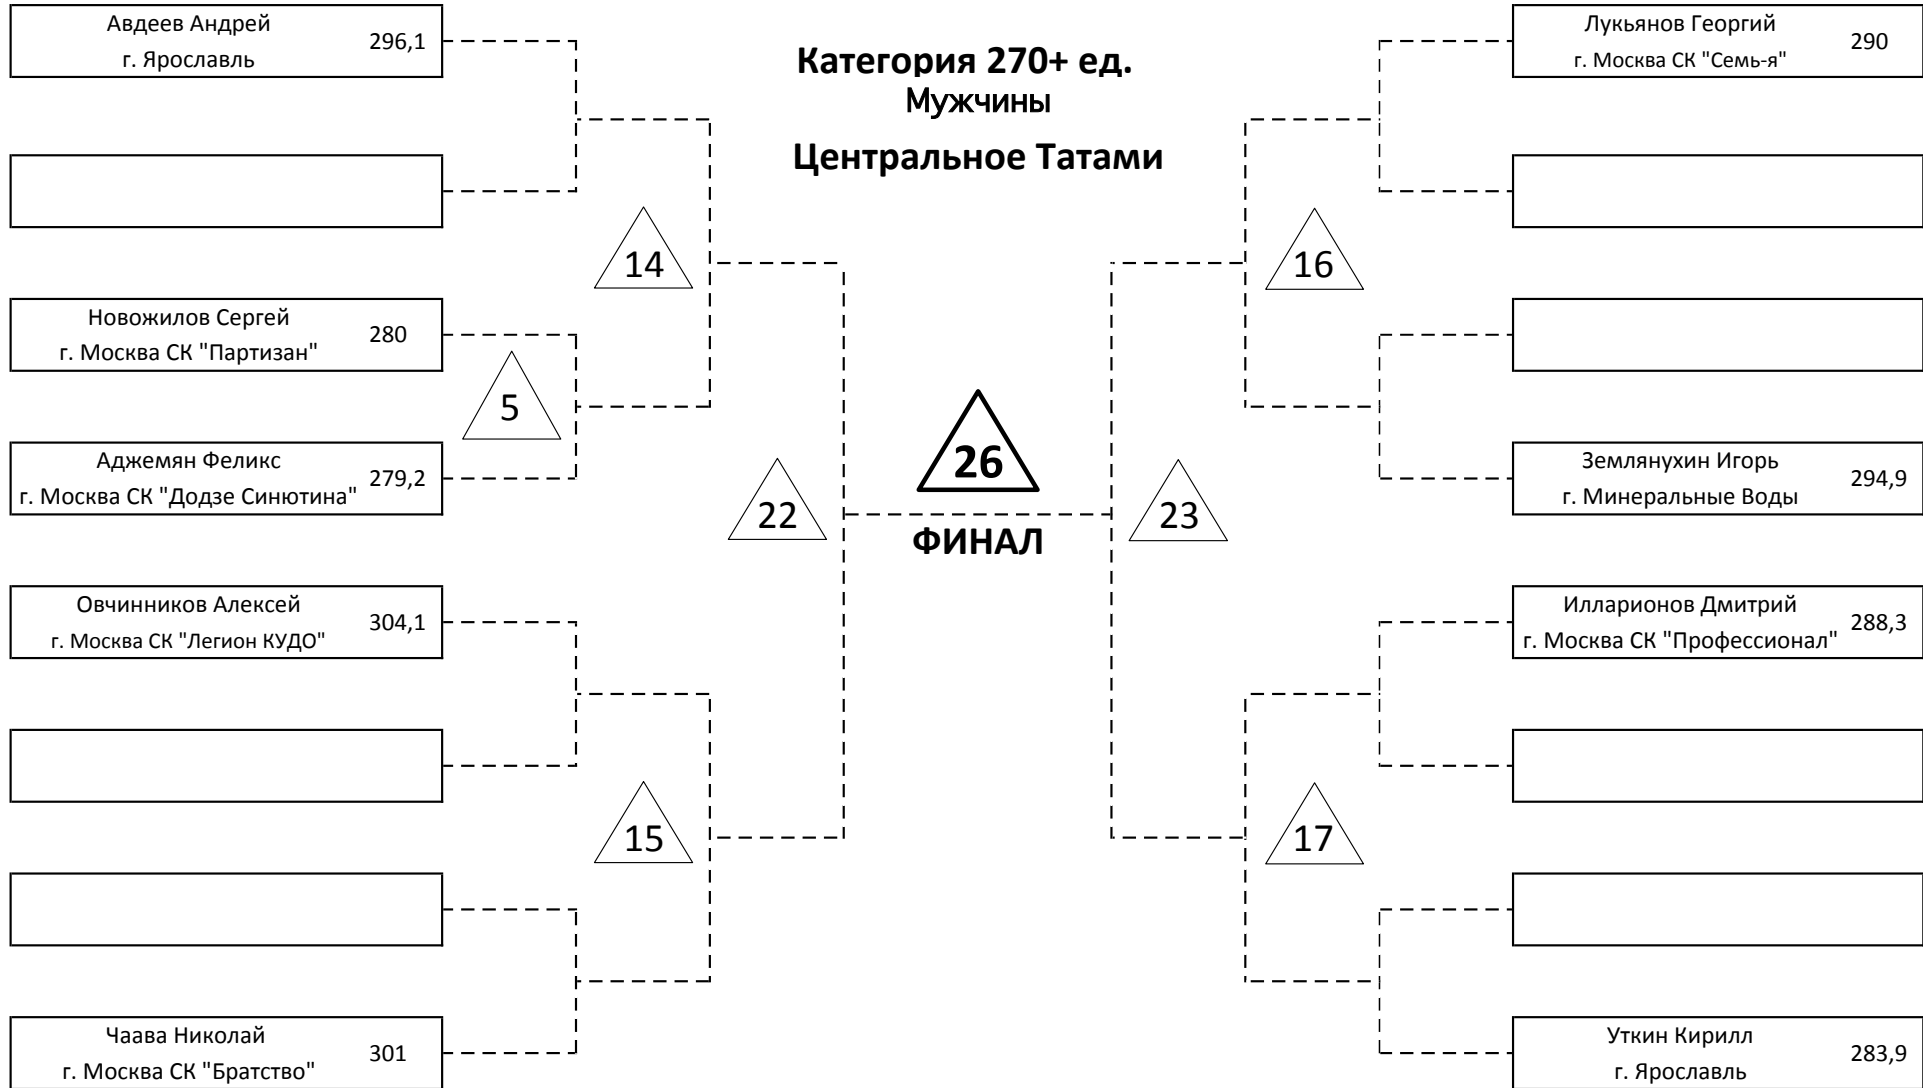 Категория 270+ ед.
Мужчины
Центральное Татами
Авдеев Андрей
г. Ярославль
296,1
Новожилов Сергей
г. Москва СК "Партизан"
280
Аджемян Феликс
г. Москва СК "Додзе Синютина"
279,2
Овчинников Алексей
г. Москва СК "Легион КУДО"
304,1
Чаава Николай
г. Москва СК "Братство"
301
5
14
15
22
26
ФИНАЛ
23
16
17
Лукьянов Георгий
г. Москва СК "Семь-я"
290
Землянухин Игорь
г. Минеральные Воды
294,9
Илларионов Дмитрий
г. Москва СК "Профессионал"
288,3
Уткин Кирилл
г. Ярославль
283,9